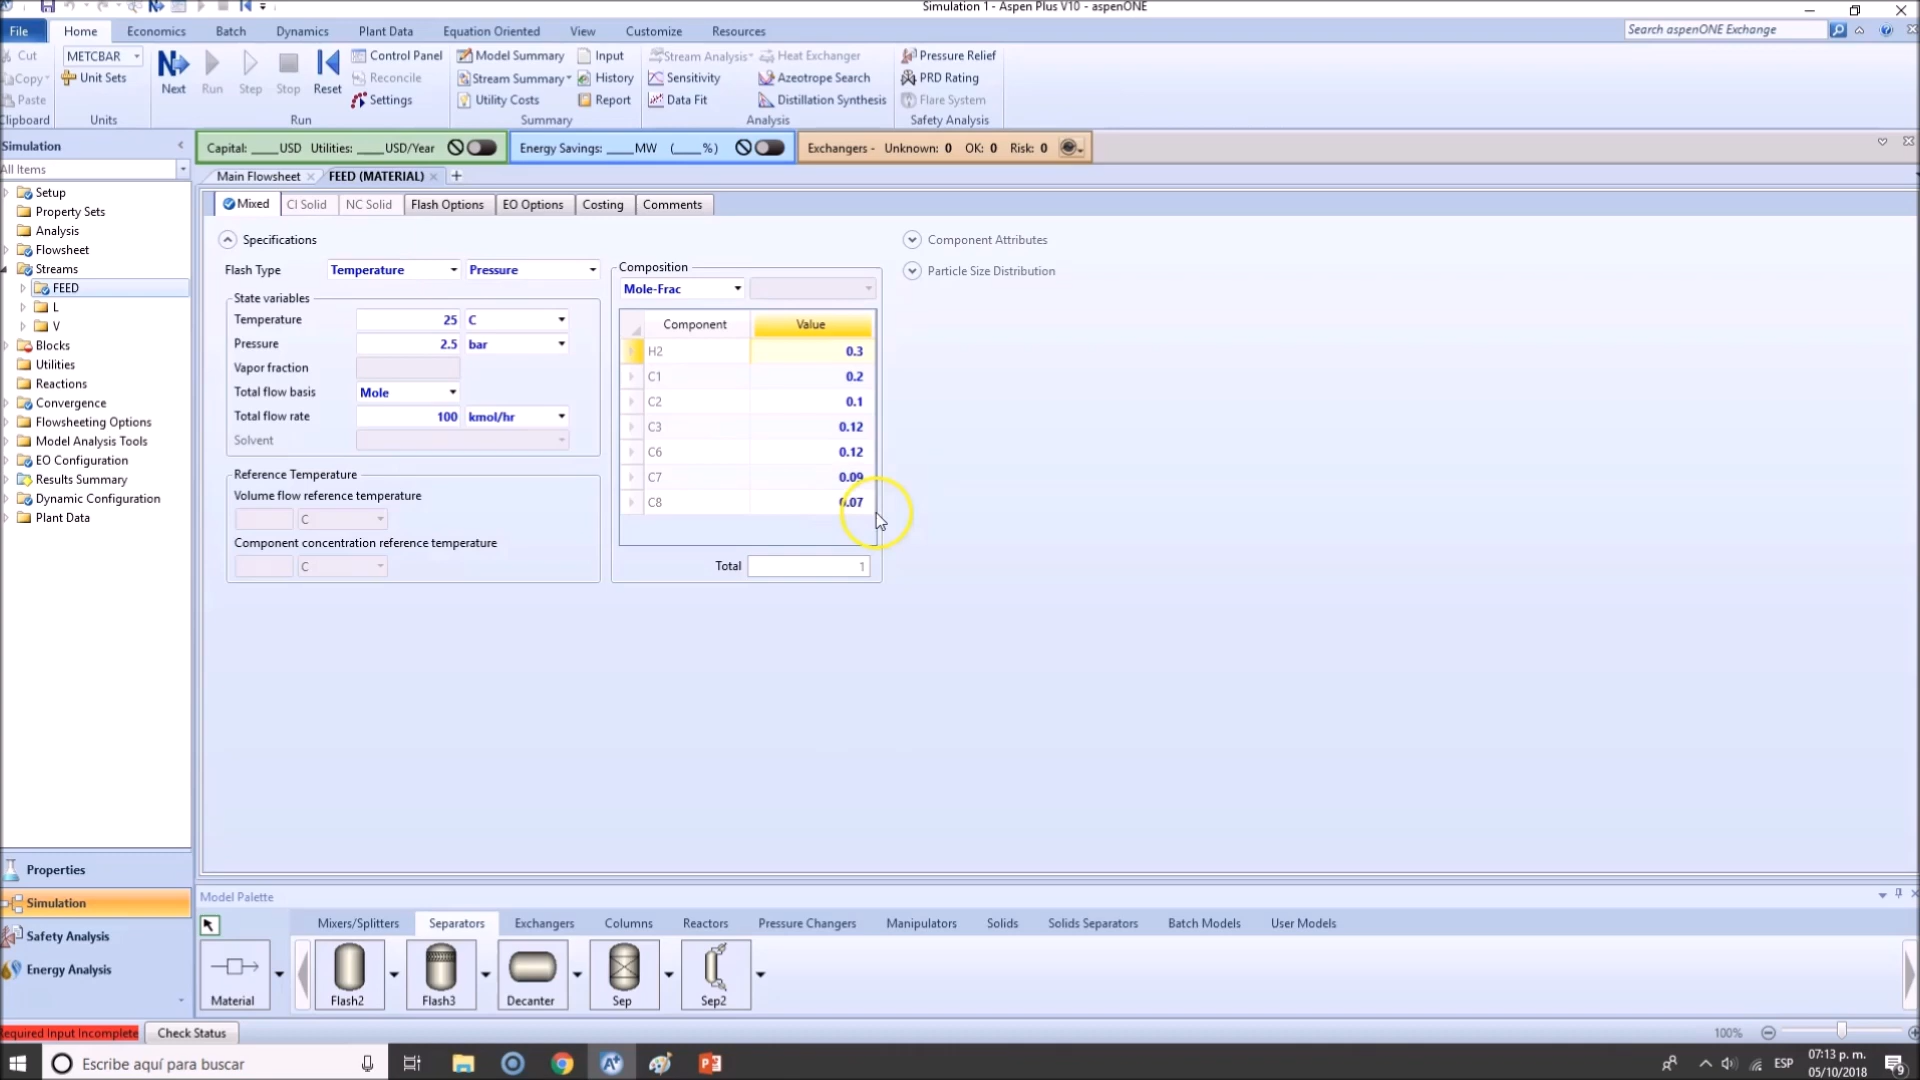 Simulation 1 - Aspen Plus V10 - aspenONE
File Home Economics Batch Dynamics Plant Data Equation Oriented View Customize Resources Search aspenONE Exchange
Cut METCBAR Control Panel Model Summary Input Stream Analysis Heat Exchanger Pressure Relief
Copy Unit Sets Next Run Step Stop Reset Reconcile Stream Summary History Sensitivity Azeotrope Search PRD Rating
Paste Settings Utility Costs Report Data Fit Distillation Synthesis Flare System
Clipboard Units Run Summary Analysis Safety Analysis
Simulation Capital: ____USD Utilities: ____USD/Year Energy Savings: ____MW (____%) Exchangers - Unknown: 0 OK: 0 Risk: 0
All Items Main Flowsheet FEED (MATERIAL)
Setup
Property Sets
Analysis
Flowsheet
Streams
FEED
L
V
Blocks
Utilities
Reactions
Convergence
Flowsheeting Options
Model Analysis Tools
EO Configuration
Results Summary
Dynamic Configuration
Plant Data
Mixed CI Solid NC Solid Flash Options EO Options Costing Comments
Specifications
Flash Type Temperature Pressure
State variables
Temperature 25 C
Pressure 2.5 bar
Vapor fraction
Total flow basis Mole
Total flow rate 100 kmol/hr
Solvent
Reference Temperature
Volume flow reference temperature
C
Component concentration reference temperature
C
Composition
Mole-Frac
Component Value
H2 0.3
C1 0.2
C2 0.1
C3 0.12
C6 0.12
C7 0.09
C8 0.07
Total 1
Component Attributes
Particle Size Distribution
Properties
Simulation
Safety Analysis
Energy Analysis
Model Palette
Mixers/Splitters Separators Exchangers Columns Reactors Pressure Changers Manipulators Solids Solids Separators Batch Models User Models
Material Flash2 Flash3 Decanter Sep Sep2
Required Input Incomplete Check Status 100%
Escribe aquí para buscar ESP 07:13 p. m.
05/10/2018
9